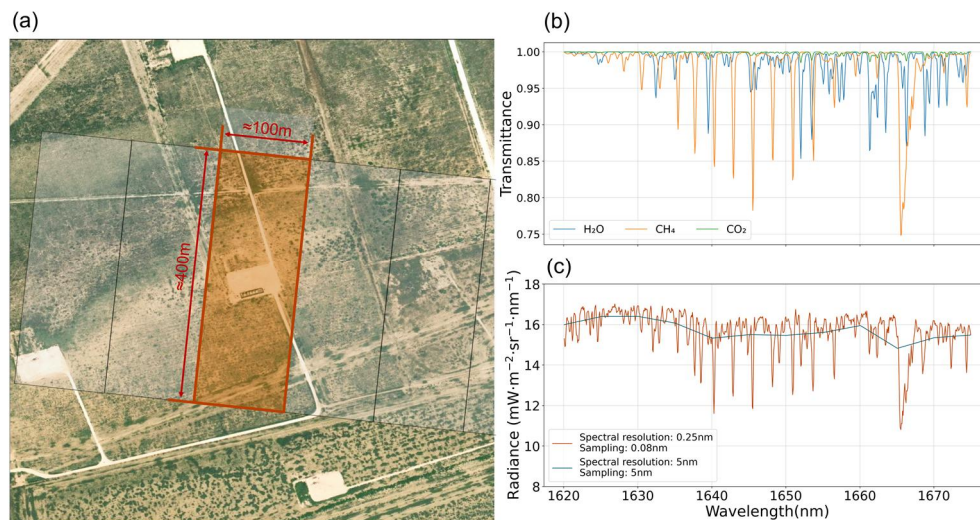 (a)
≈100m
≈400m
(b)
Transmittance
1.00
0.95
0.90
0.85
0.80
0.75
H₂O
CH₄
CO₂
(c)
Radiance (mW·m⁻²·sr⁻¹·nm⁻¹)
18
16
14
12
10
8
Spectral resolution: 0.25nm
Sampling: 0.08nm
Spectral resolution: 5nm
Sampling: 5nm
1620
1630
1640
1650
1660
1670
Wavelength(nm)